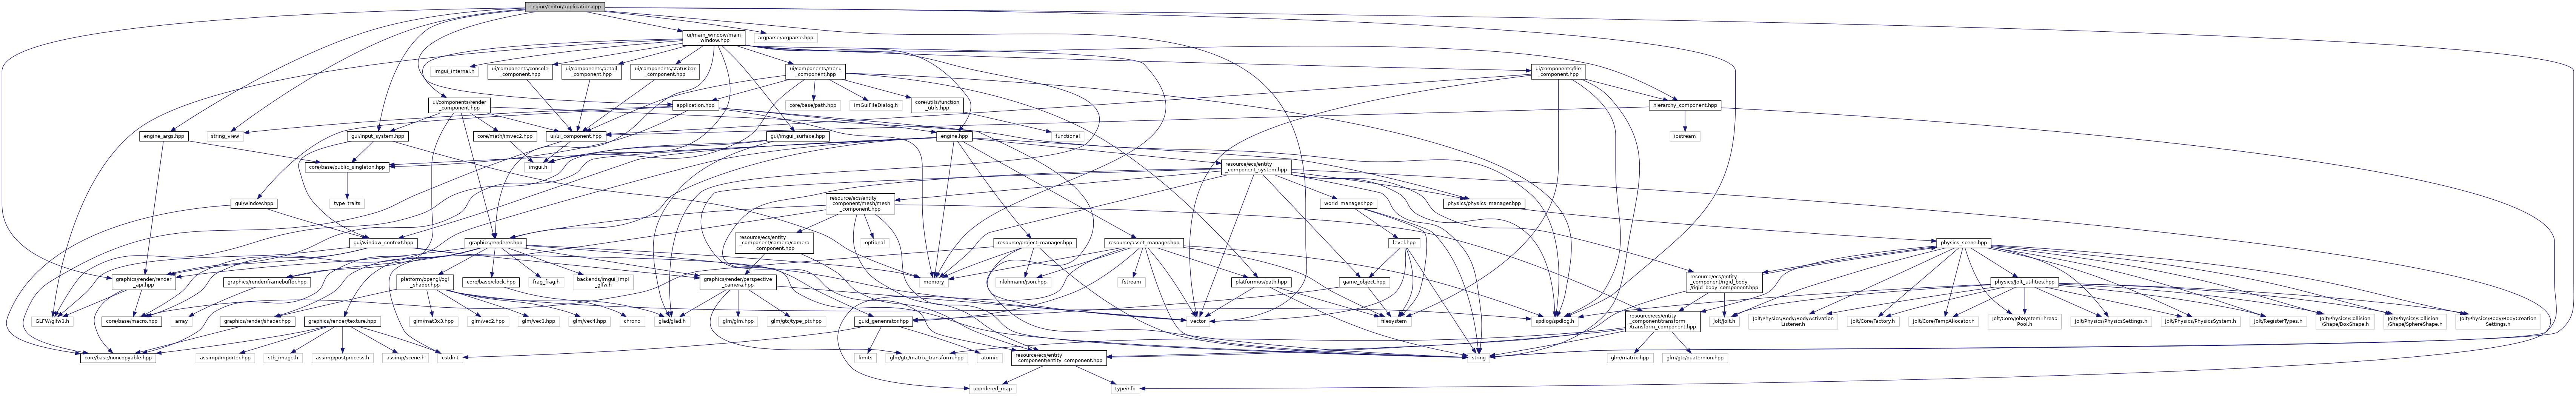 engine/editor/application.cpp
ui/main_window/main
_window.hpp
argparse/argparse.hpp
imgui_internal.h
ui/components/console
_component.hpp
ui/components/detail
_component.hpp
ui/components/statusbar
_component.hpp
ui/components/menu
_component.hpp
ui/components/file
_component.hpp
ui/components/render
_component.hpp
application.hpp
core/base/path.hpp
ImGuiFileDialog.h
core/utils/function
_utils.hpp
hierarchy_component.hpp
engine_args.hpp
string_view
gui/input_system.hpp
core/math/imvec2.hpp
ui/ui_component.hpp
gui/imgui_surface.hpp
engine.hpp
functional
iostream
core/base/public_singleton.hpp
imgui.h
resource/ecs/entity
_component_system.hpp
type_traits
gui/window.hpp
resource/ecs/entity
_component/mesh/mesh
_component.hpp
world_manager.hpp
physics/physics_manager.hpp
gui/window_context.hpp
graphics/renderer.hpp
resource/ecs/entity
_component/camera/camera
_component.hpp
optional
resource/project_manager.hpp
resource/asset_manager.hpp
level.hpp
physics_scene.hpp
graphics/render/render
_api.hpp
graphics/render/framebuffer.hpp
platform/opengl/ogl
_shader.hpp
core/base/clock.hpp
frag_frag.h
backends/imgui_impl
_glfw.h
graphics/render/perspective
_camera.hpp
memory
nlohmann/json.hpp
fstream
platform/os/path.hpp
game_object.hpp
resource/ecs/entity
_component/rigid_body
/rigid_body_component.hpp
physics/jolt_utilities.hpp
GLFW/glfw3.h
core/base/macro.hpp
array
graphics/render/shader.hpp
graphics/render/texture.hpp
glm/mat3x3.hpp
glm/vec2.hpp
glm/vec3.hpp
glm/vec4.hpp
chrono
glad/glad.h
glm/glm.hpp
glm/gtc/type_ptr.hpp
guid_generator.hpp
vector
filesystem
spdlog/spdlog.h
resource/ecs/entity
_component/transform
/transform_component.hpp
Jolt/Jolt.h
Jolt/Physics/Body/BodyActivation
Listener.h
Jolt/Core/Factory.h
Jolt/Core/TempAllocator.h
Jolt/Core/JobSystemThread
Pool.h
Jolt/Physics/PhysicsSettings.h
Jolt/Physics/PhysicsSystem.h
Jolt/RegisterTypes.h
Jolt/Physics/Collision
/Shape/BoxShape.h
Jolt/Physics/Collision
/Shape/SphereShape.h
Jolt/Physics/Body/BodyCreation
Settings.h
core/base/noncopyable.hpp
assimp/Importer.hpp
stb_image.h
assimp/postprocess.h
assimp/scene.h
cstdint
limits
glm/gtc/matrix_transform.hpp
atomic
resource/ecs/entity
_component/entity_component.hpp
string
glm/matrix.hpp
glm/gtc/quaternion.hpp
unordered_map
typeinfo